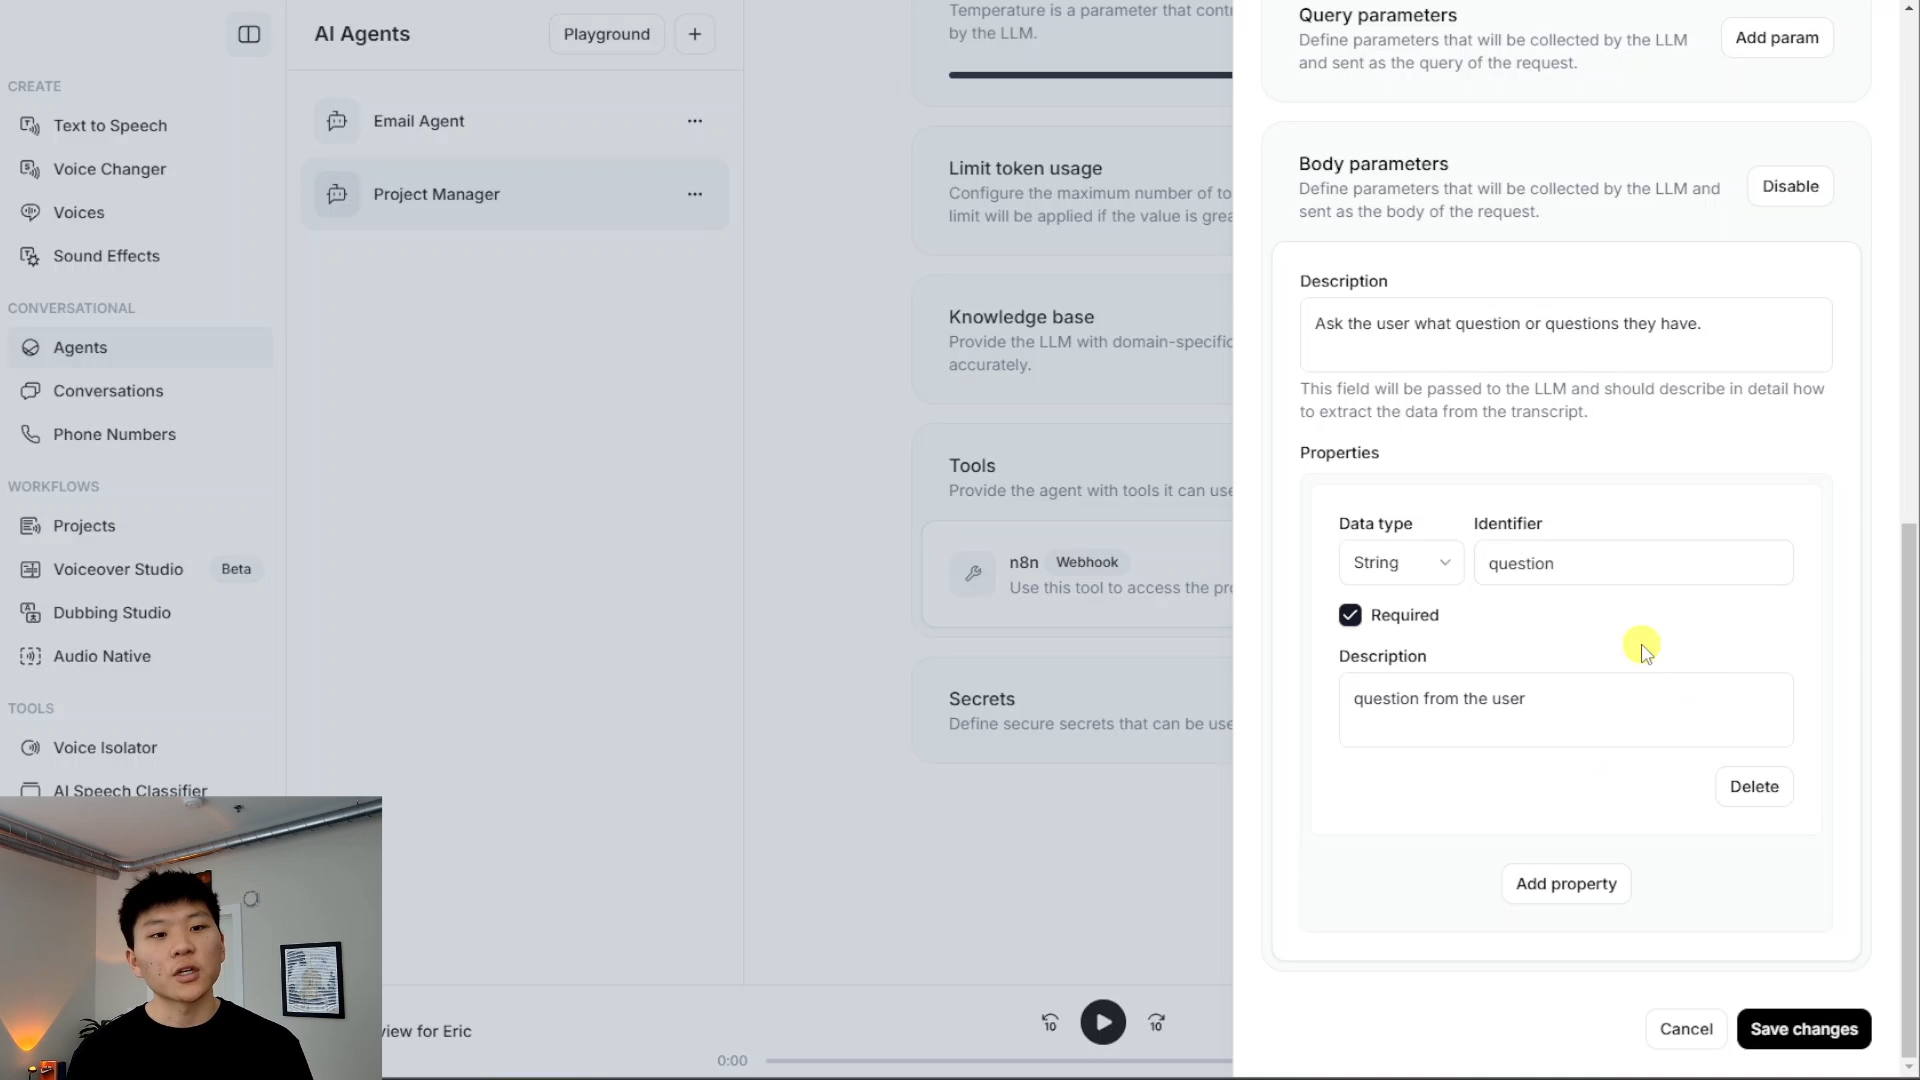 CREATE
Text to Speech
Voice Changer
Voices
Sound Effects
CONVERSATIONAL
Agents
Conversations
Phone Numbers
WORKFLOWS
Projects
Voiceover Studio Beta
Dubbing Studio
Audio Native
TOOLS
Voice Isolator
AI Speech Classifier
AI Agents
Playground
+
Email Agent
Project Manager
Temperature is a parameter that cont
by the LLM.
Limit token usage
Configure the maximum number of to
limit will be applied if the value is grea
Knowledge base
Provide the LLM with domain-specific
accurately.
Tools
Provide the agent with tools it can use
n8n Webhook
Use this tool to access the pr
Secrets
Define secure secrets that can be use
view for Eric
10
10
0:00
Query parameters
Define parameters that will be collected by the LLM
and sent as the query of the request.
Add param
Body parameters
Define parameters that will be collected by the LLM and
sent as the body of the request.
Disable
Description
Ask the user what question or questions they have.
This field will be passed to the LLM and should describe in detail how
to extract the data from the transcript.
Properties
Data type Identifier
String question
Required
Description
question from the user
Delete
Add property
Cancel Save changes